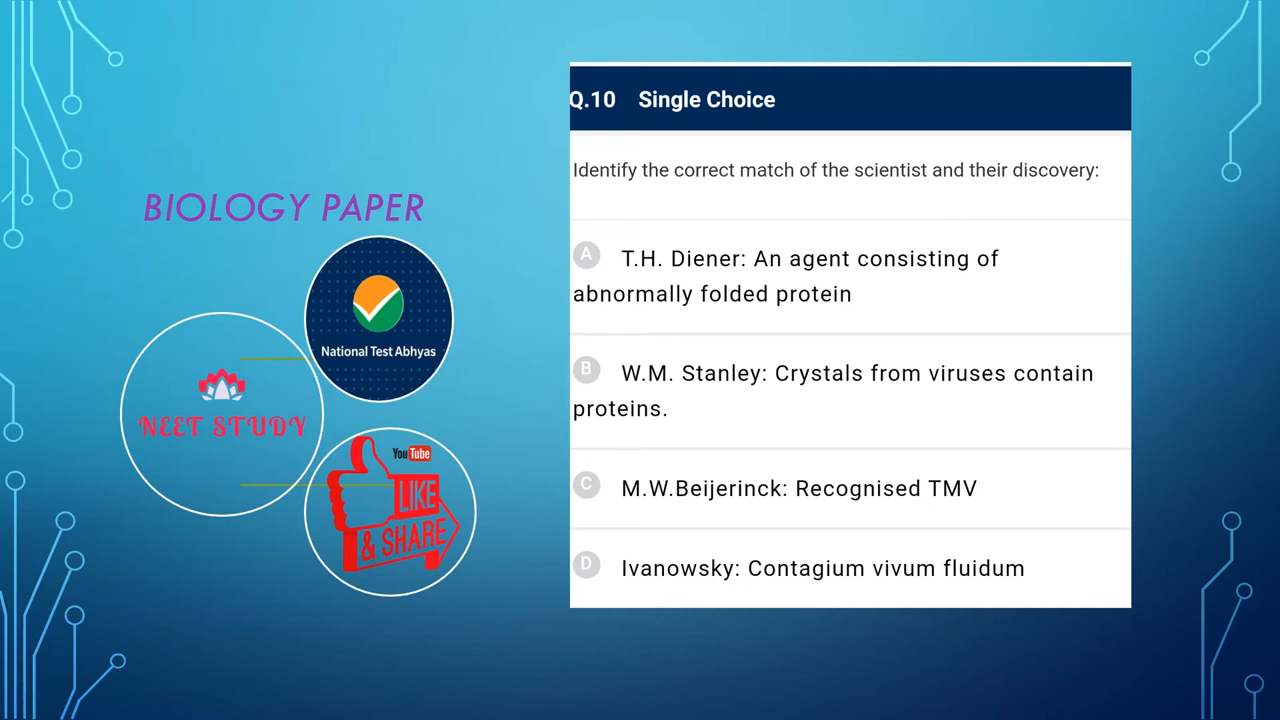 BIOLOGY PAPER
National Test Abhyas
NEET STUDY
YouTube
LIKE
& SHARE
Q.10 Single Choice
Identify the correct match of the scientist and their discovery:
A T.H. Diener: An agent consisting of
abnormally folded protein
B W.M. Stanley: Crystals from viruses contain
proteins.
C M.W.Beijerinck: Recognised TMV
D Ivanowsky: Contagium vivum fluidum